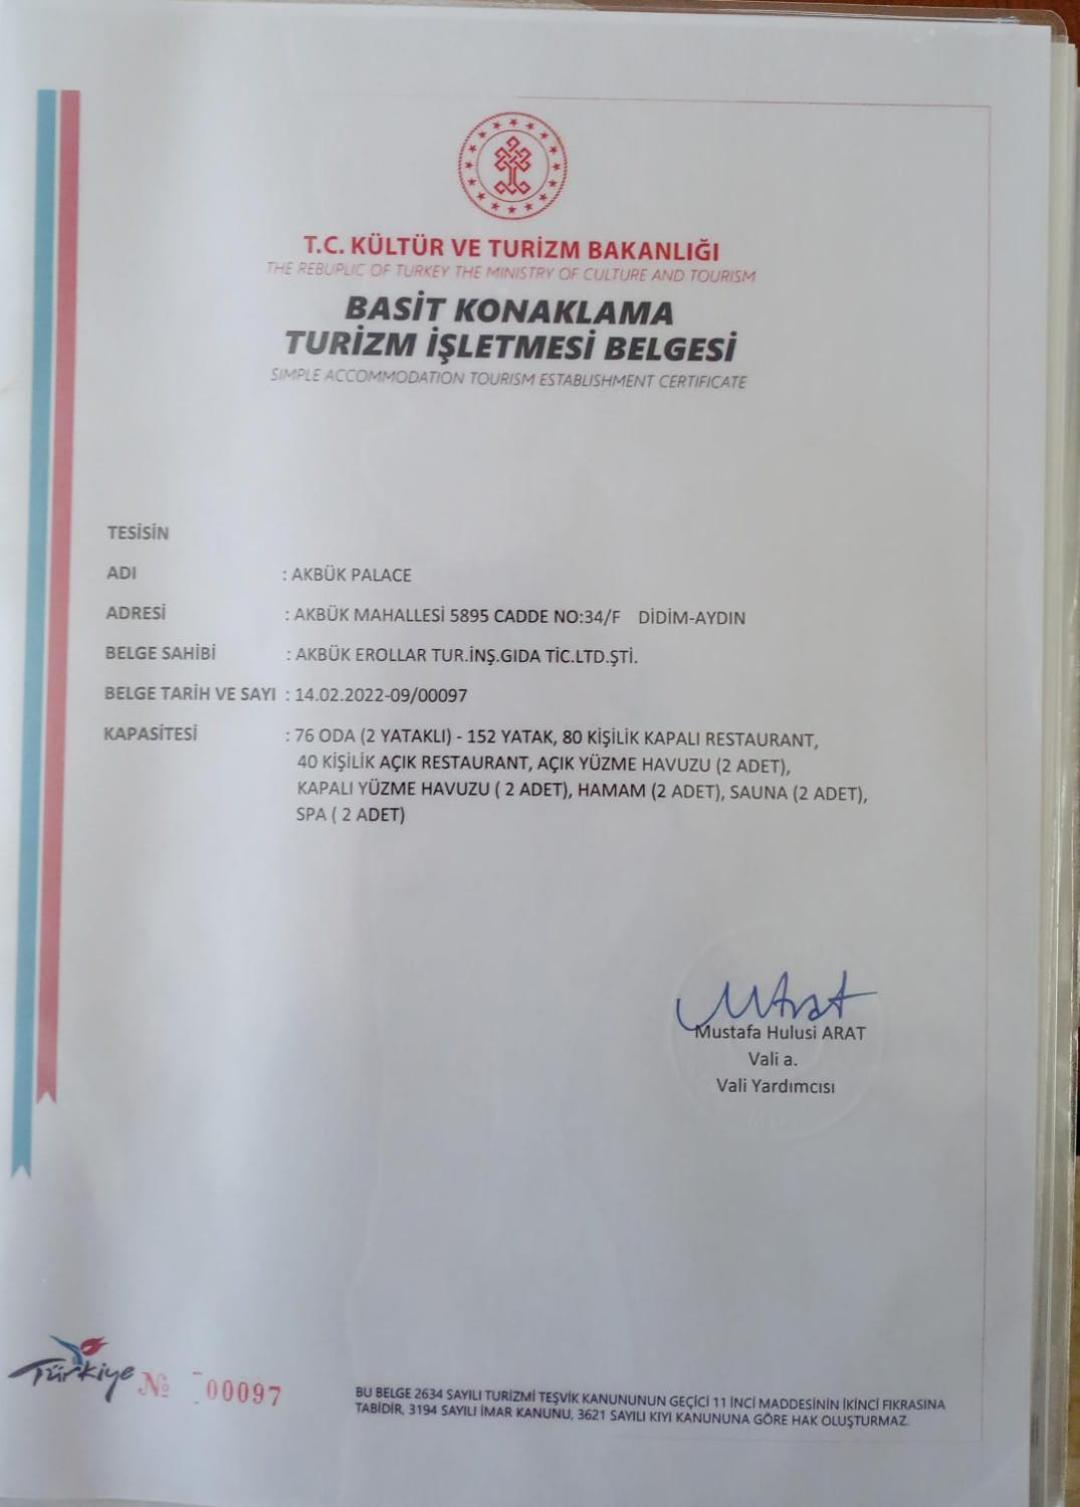 T.C. KÜLTÜR VE TURİZM BAKANLIĞI
THE REBUPLIC OF TURKEY THE MINISTRY OF CULTURE AND TOURISM
BASİT KONAKLAMA
TURİZM İŞLETMESİ BELGESİ
SIMPLE ACCOMMODATION TOURISM ESTABLISHMENT CERTIFICATE
TESİSİN
ADI : AKBÜK PALACE
ADRESİ : AKBÜK MAHALLESİ 5895 CADDE NO:34/F DİDİM-AYDIN
BELGE SAHİBİ : AKBÜK EROLLAR TUR.İNŞ.GIDA TİC.LTD.ŞTİ.
BELGE TARİH VE SAYI : 14.02.2022-09/00097
KAPASİTESİ : 76 ODA (2 YATAKLI) - 152 YATAK, 80 KİŞİLİK KAPALI RESTAURANT,
40 KİŞİLİK AÇIK RESTAURANT, AÇIK YÜZME HAVUZU (2 ADET),
KAPALI YÜZME HAVUZU ( 2 ADET), HAMAM (2 ADET), SAUNA (2 ADET),
SPA ( 2 ADET)
Mustafa Hulusi ARAT
Vali a.
Vali Yardımcısı
Türkiye № 00097
BU BELGE 2634 SAYILI TURİZMİ TEŞVİK KANUNUNUN GEÇİCİ 11 İNCİ MADDESİNİN İKİNCİ FIKRASINA
TABİDİR, 3194 SAYILI İMAR KANUNU, 3621 SAYILI KIYI KANUNUNA GÖRE HAK OLUŞTURMAZ.